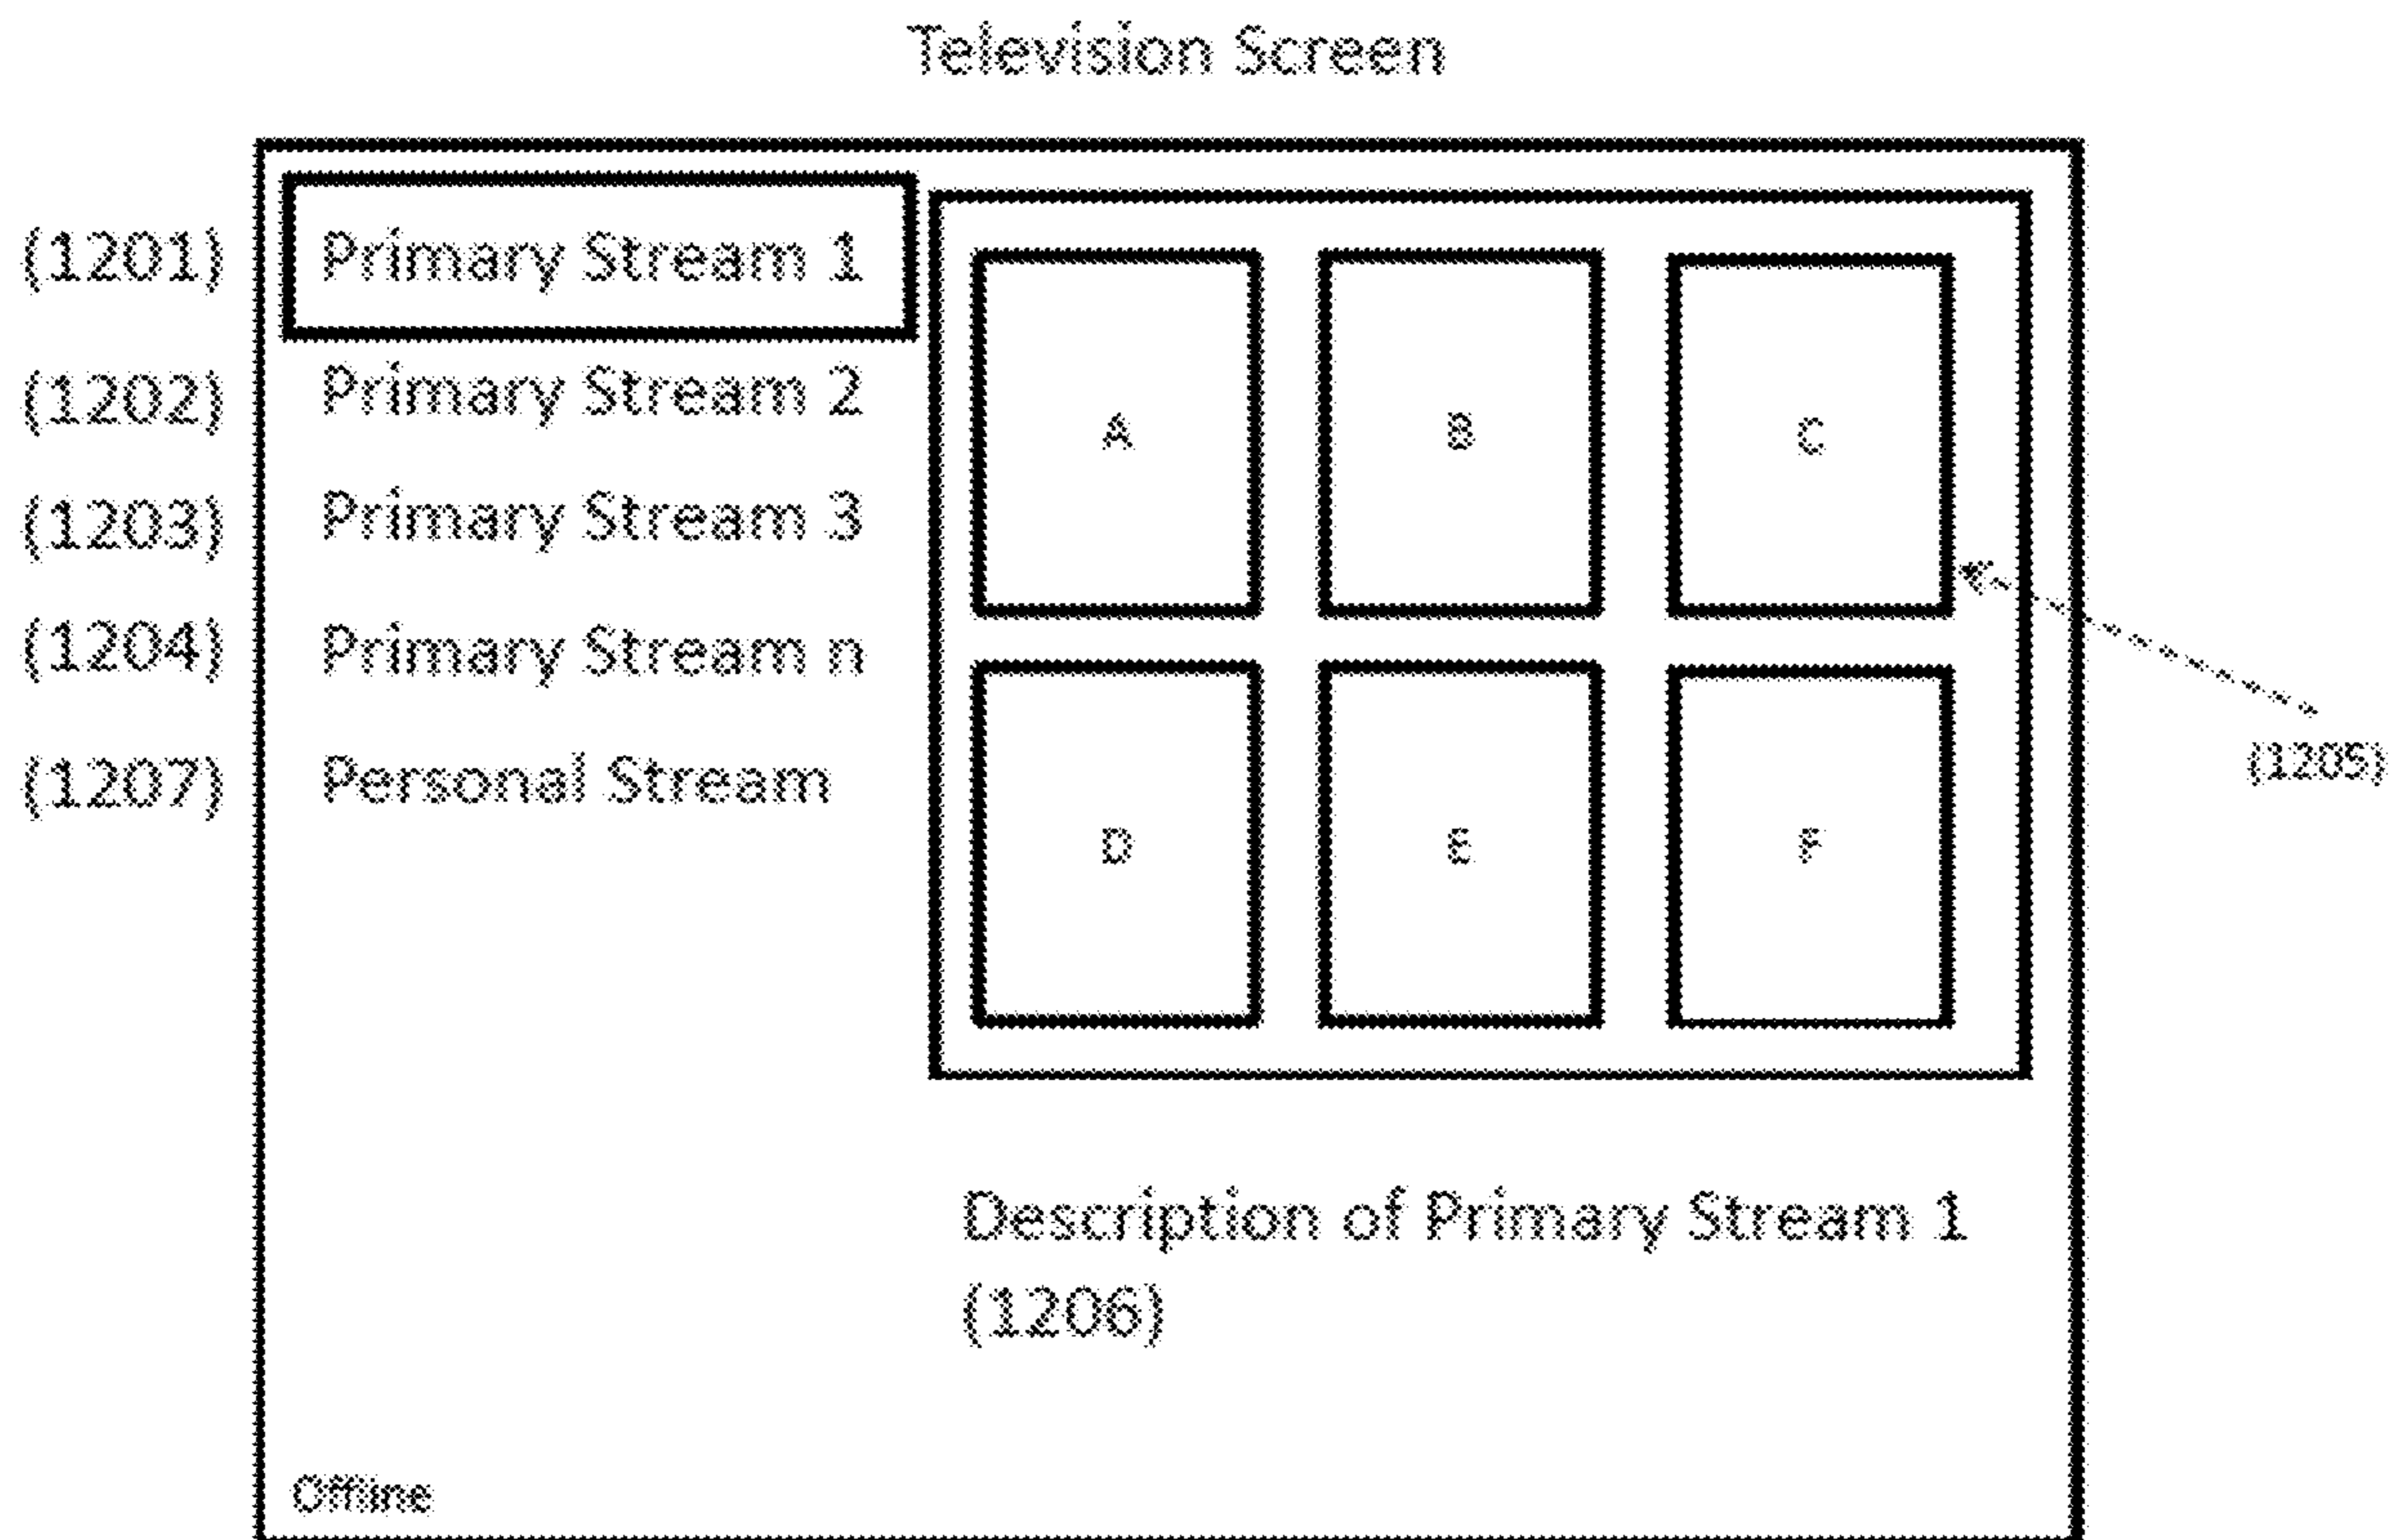 Television Screen
(1201) Primary Stream 1
(1202) Primary Stream 2
(1203) Primary Stream 3
(1204) Primary Stream n
(1207) Personal Stream
A B C
D E F
(1205)
Description of Primary Stream 1
(1206)
Offline